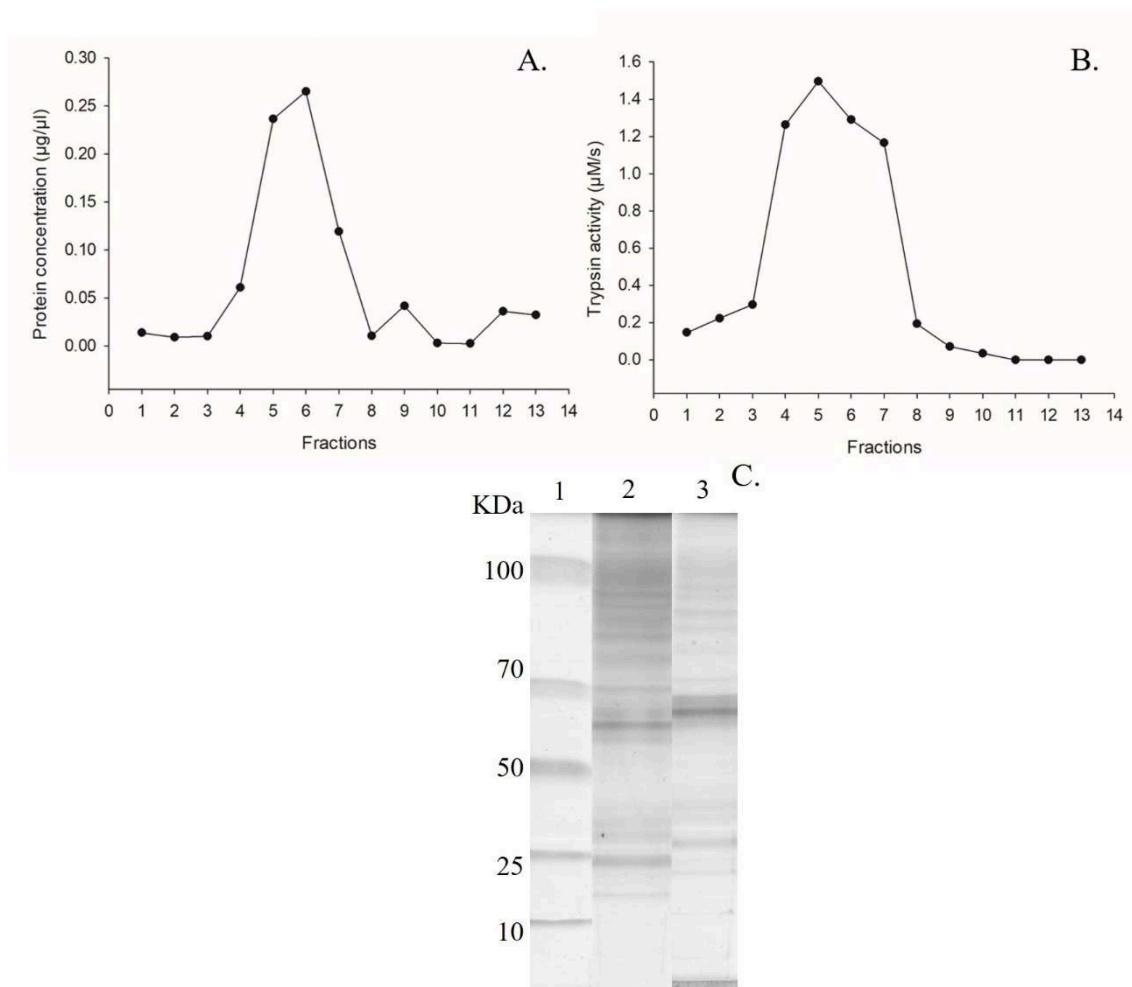 A.
0.30
0.25
0.20
0.15
0.10
0.05
0.00
Protein concentration (µg/µl)
0 1 2 3 4 5 6 7 8 9 10 11 12 13 14
Fractions
B.
1.6
1.4
1.2
1.0
0.8
0.6
0.4
0.2
0.0
Trypsin activity (µM/s)
0 1 2 3 4 5 6 7 8 9 10 11 12 13 14
Fractions
C.
KDa 1 2 3
100
70
50
25
10